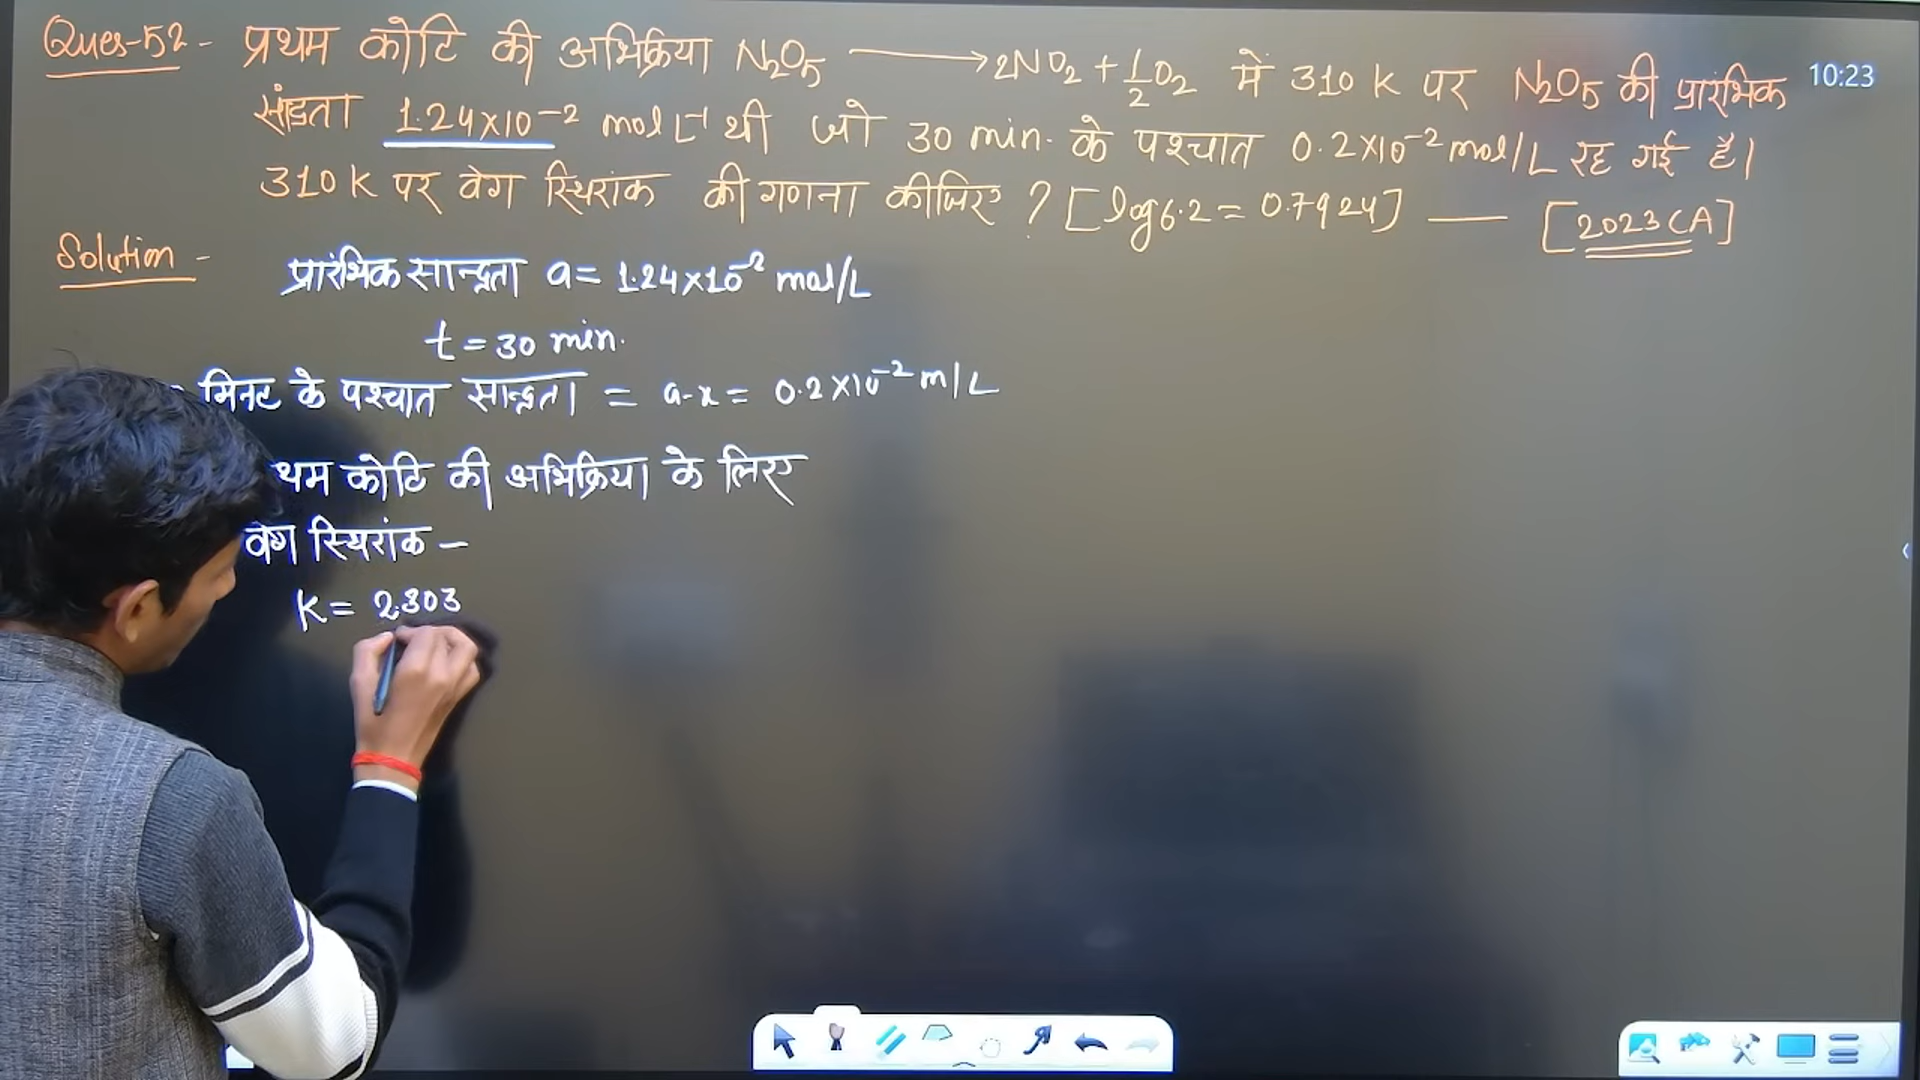 Ques-52- प्रथम कोटि की अभिक्रिया N₂O₅ ⟶ 2NO₂ + 1/2 O₂ में 310 K पर N₂O₅ की प्रारंभिक
10:23
1.24×10⁻² mol L⁻¹ थी जो 30 min. के पश्चात 0.2×10⁻² mol/L रह गई है।
310 K पर वेग स्थिरांक की गणना कीजिए ? [log 6.2 = 0.7924] — [2023 (A]
Solution -
प्रारंभिक सान्द्रता a = 1.24×10⁻² mol/L
t = 30 min.
मिनट के पश्चात सान्द्रता = a-x = 0.2×10⁻² m/L
थम कोटि की अभिक्रिया के लिए
वेग स्थिरांक –
K = 2.303